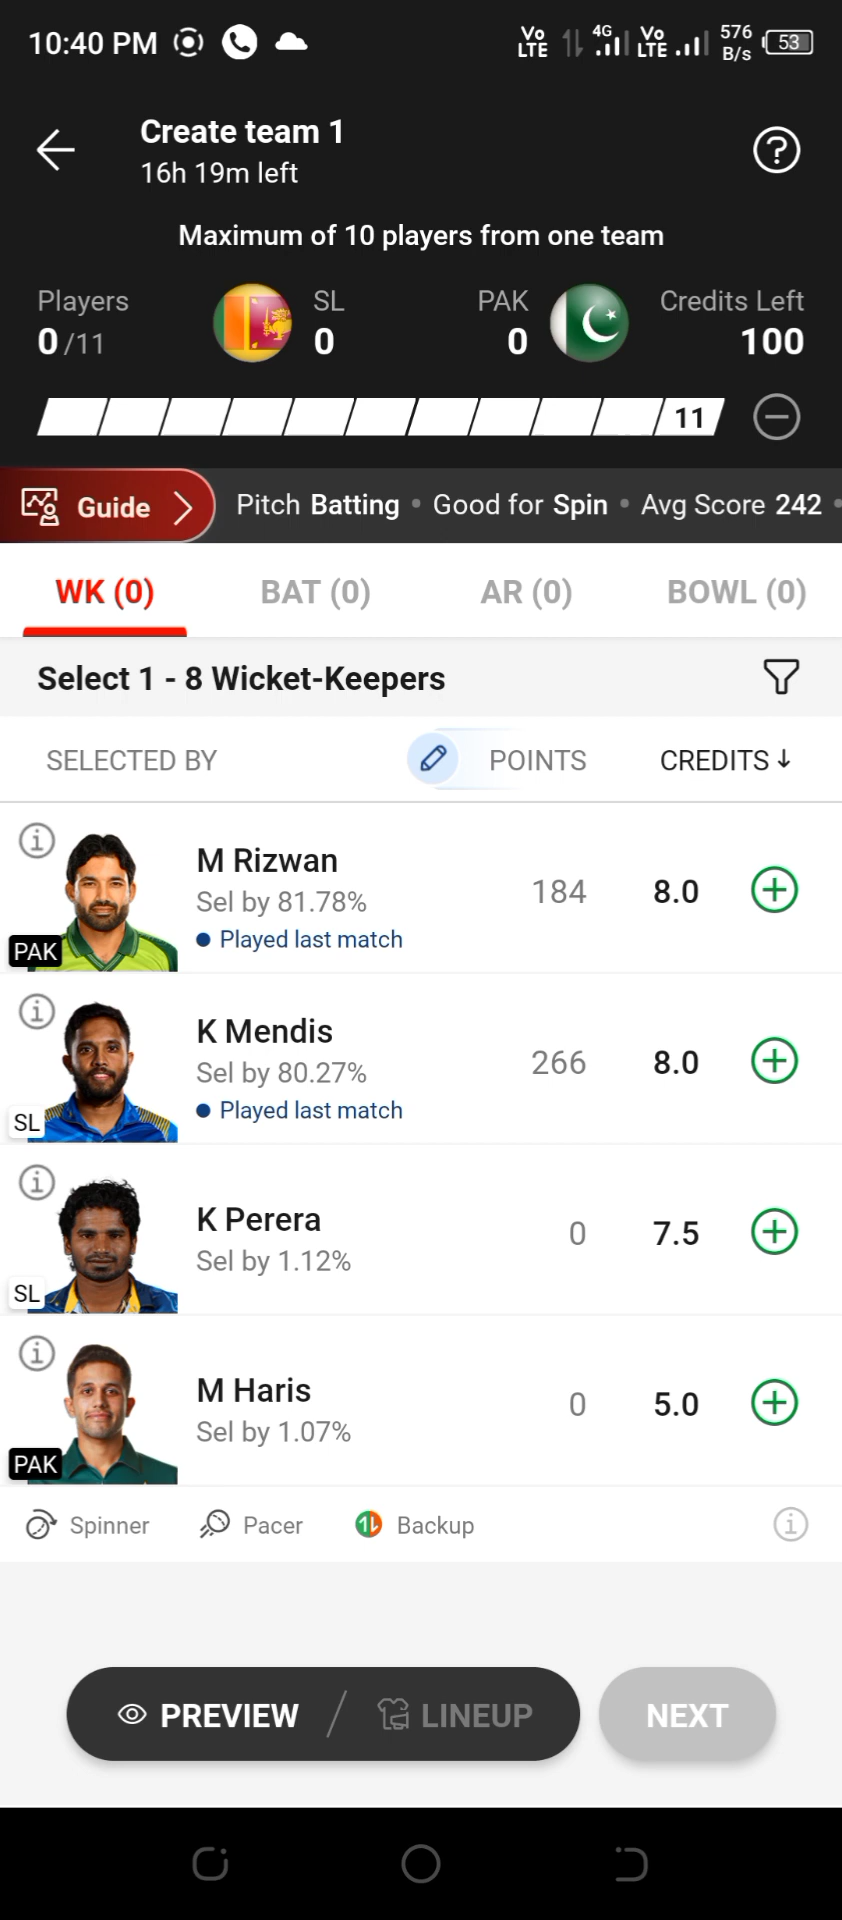 10:40 PM Vo LTE 4G Vo LTE 576 B/s 53
Create team 1
16h 19m left
Maximum of 10 players from one team
Players SL PAK Credits Left
0/11 0 0 100
11
Guide Pitch Batting • Good for Spin • Avg Score 242 •
WK (0) BAT (0) AR (0) BOWL (0)
Select 1 - 8 Wicket-Keepers
SELECTED BY POINTS CREDITS↓
M Rizwan
Sel by 81.78% 184 8.0
Played last match
PAK
K Mendis
Sel by 80.27% 266 8.0
Played last match
SL
K Perera
Sel by 1.12% 0 7.5
SL
M Haris
Sel by 1.07% 0 5.0
PAK
Spinner Pacer Backup
PREVIEW / LINEUP NEXT